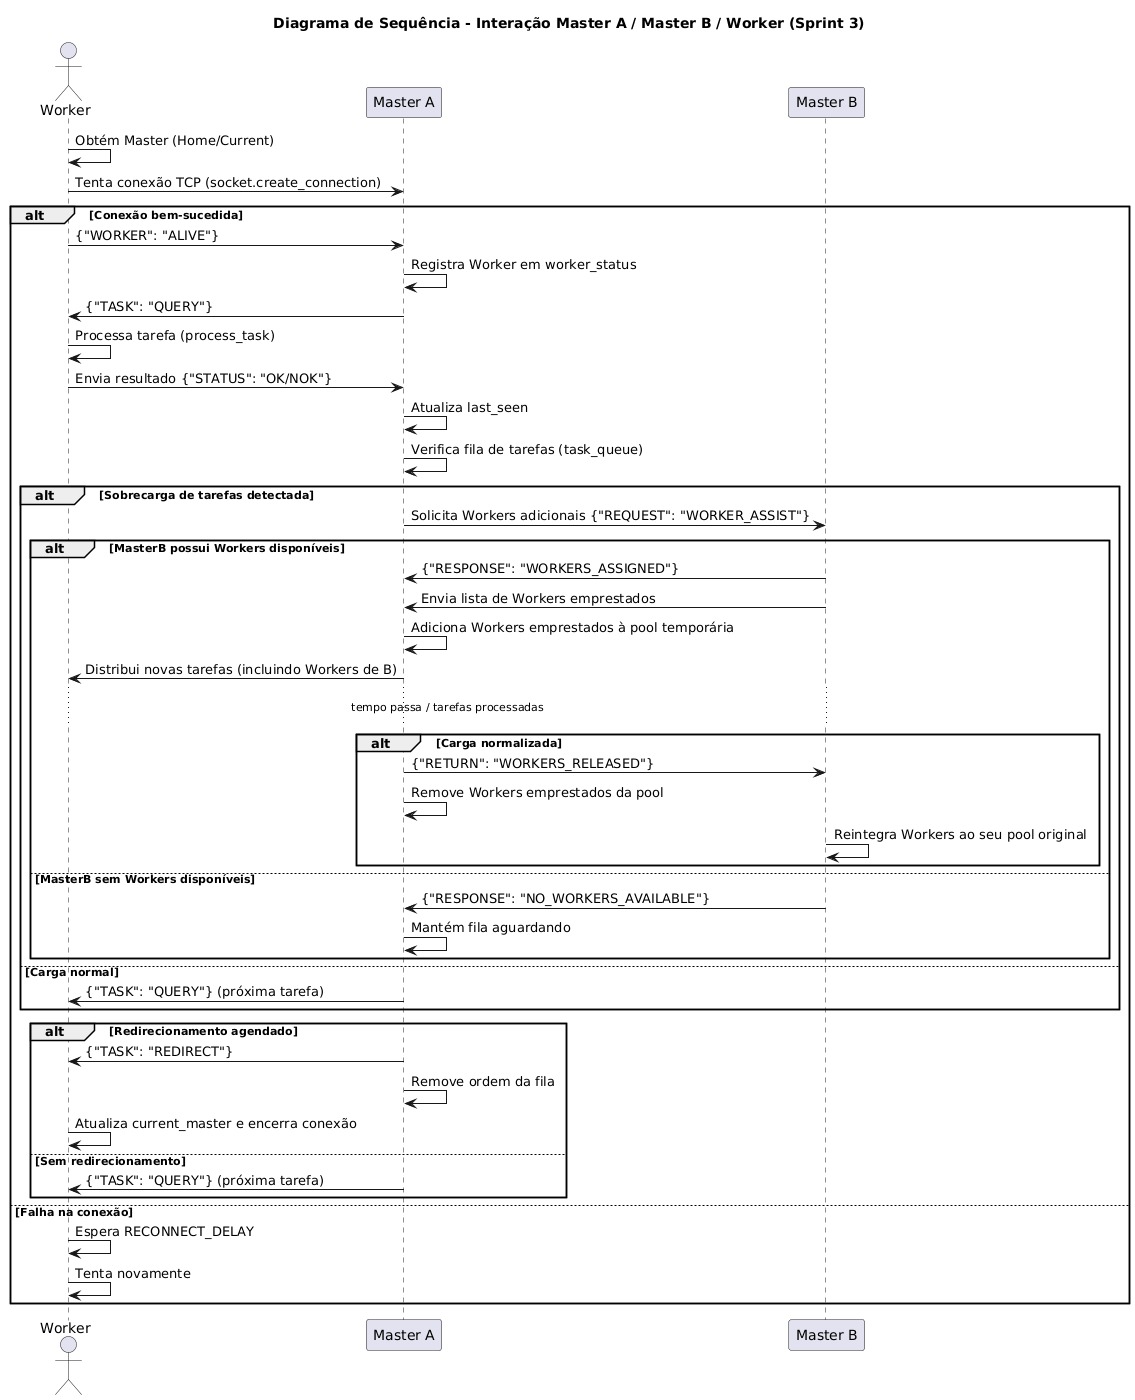 Diagrama de Sequência - Interação Master A / Master B / Worker (Sprint 3)
Worker
Master A
Master B
Obtém Master (Home/Current)
Tenta conexão TCP (socket.create_connection)
alt [Conexão bem-sucedida]
{"WORKER": "ALIVE"}
Registra Worker em worker_status
{"TASK": "QUERY"}
Processa tarefa (process_task)
Envia resultado {"STATUS": "OK/NOK"}
Atualiza last_seen
Verifica fila de tarefas (task_queue)
alt [Sobrecarga de tarefas detectada]
Solicita Workers adicionais {"REQUEST": "WORKER_ASSIST"}
alt [MasterB possui Workers disponíveis]
{"RESPONSE": "WORKERS_ASSIGNED"}
Envia lista de Workers emprestados
Adiciona Workers emprestados à pool temporária
Distribui novas tarefas (incluindo Workers de B)
tempo passa / tarefas processadas
alt [Carga normalizada]
{"RETURN": "WORKERS_RELEASED"}
Remove Workers emprestados da pool
Reintegra Workers ao seu pool original
[MasterB sem Workers disponíveis]
{"RESPONSE": "NO_WORKERS_AVAILABLE"}
Mantém fila aguardando
[Carga normal]
{"TASK": "QUERY"} (próxima tarefa)
alt [Redirecionamento agendado]
{"TASK": "REDIRECT"}
Remove ordem da fila
Atualiza current_master e encerra conexão
[Sem redirecionamento]
{"TASK": "QUERY"} (próxima tarefa)
[Falha na conexão]
Espera RECONNECT_DELAY
Tenta novamente
Worker
Master A
Master B